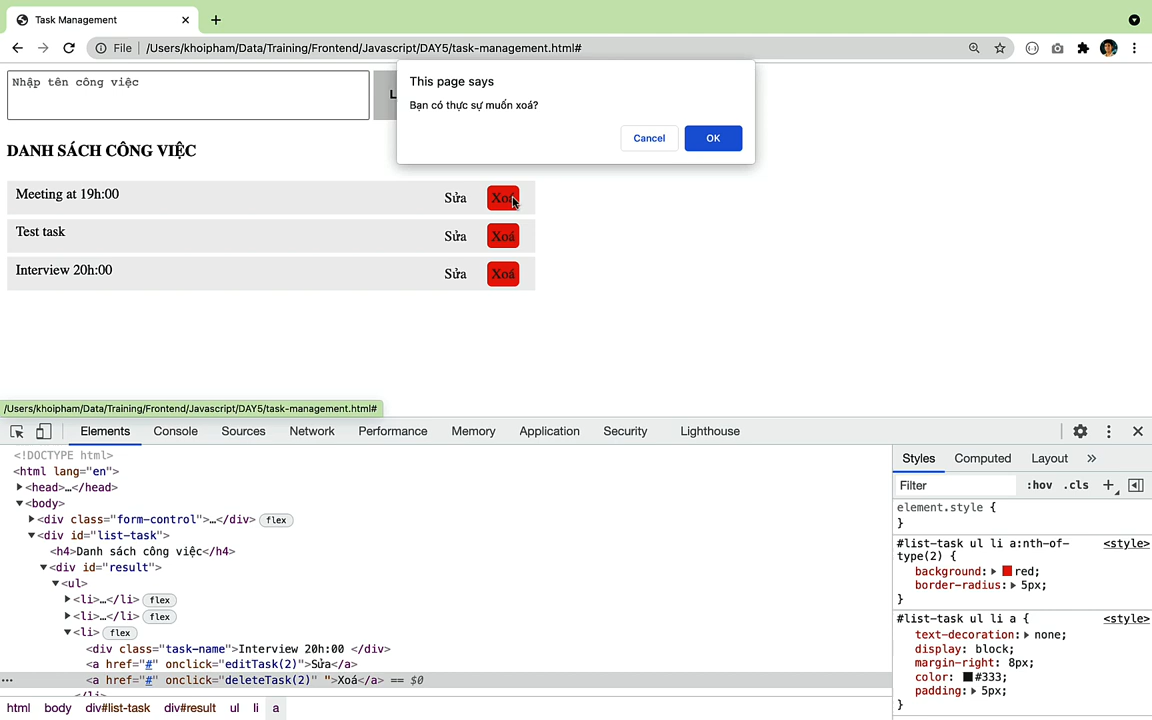 Task Management
File
/Users/khoipham/Data/Training/Frontend/Javascript/DAY5/task-management.html#
Nhập tên công việc
L
This page says
Bạn có thực sự muốn xoá?
Cancel
OK
DANH SÁCH CÔNG VIỆC
Meeting at 19h:00
Sửa
Xoá
Test task
Sửa
Xoá
Interview 20h:00
Sửa
Xoá
/Users/khoipham/Data/Training/Frontend/Javascript/DAY5/task-management.html#
Elements
Console
Sources
Network
Performance
Memory
Application
Security
Lighthouse
<!DOCTYPE html>
<html lang="en">
<head>…</head>
<body>
<div class="form-control">…</div> flex
<div id="list-task">
<h4>Danh sách công việc</h4>
<div id="result">
<ul>
<li>…</li> flex
<li>…</li> flex
<li> flex
<div class="task-name">Interview 20h:00 </div>
<a href="#" onclick="editTask(2)">Sửa</a>
<a href="#" onclick="deleteTask(2)" ">Xoá</a> == $0
</li>
html body div#list-task div#result ul li a
Styles
Computed
Layout
»
Filter
:hov .cls +
element.style {
}
#list-task ul li a:nth-of- <style>
type(2) {
background: red;
border-radius: 5px;
}
#list-task ul li a { <style>
text-decoration: none;
display: block;
margin-right: 8px;
color: #333;
padding: 5px;
}